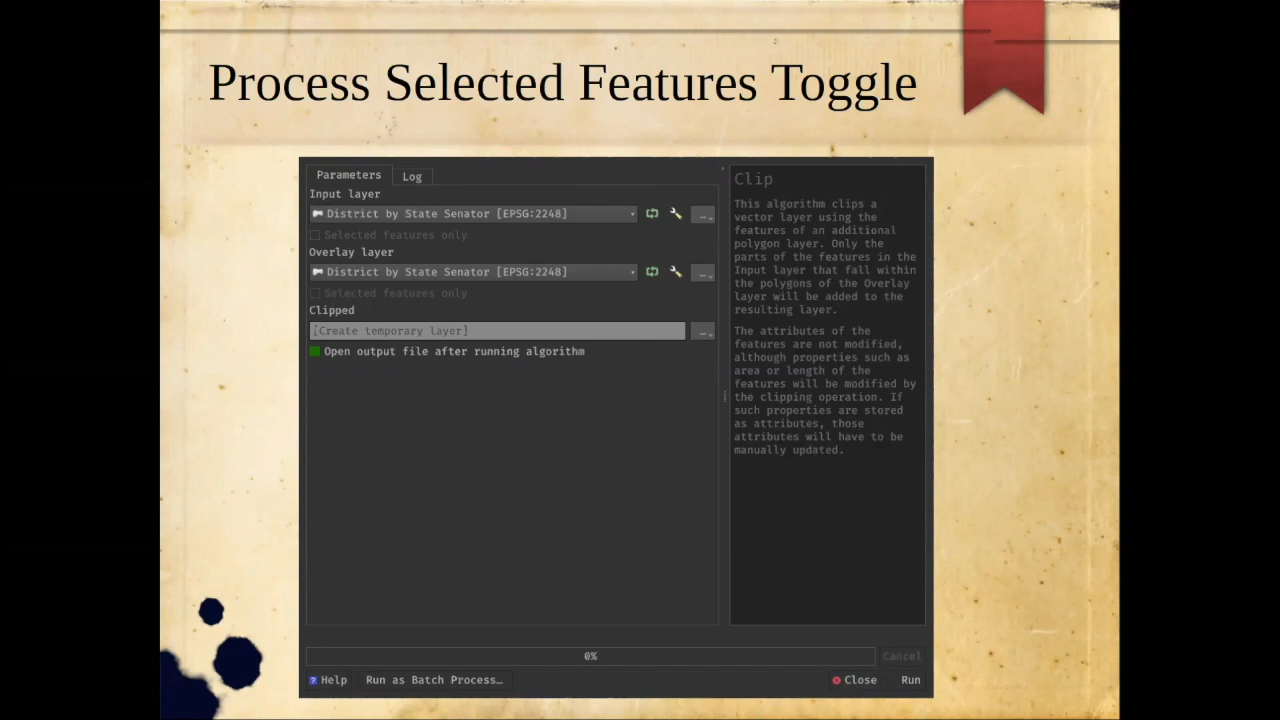 Process Selected Features Toggle
Parameters
Log
Input layer
District by State Senator [EPSG:2248]
Selected features only
Overlay layer
District by State Senator [EPSG:2248]
Selected features only
Clipped
[Create temporary layer]
Open output file after running algorithm
Clip
This algorithm clips a
vector layer using the
features of an additional
polygon layer. Only the
parts of the features in the
Input layer that fall within
the polygons of the Overlay
layer will be added to the
resulting layer.
The attributes of the
features are not modified,
although properties such as
area or length of the
features will be modified by
the clipping operation. If
such properties are stored
as attributes, those
attributes will have to be
manually updated.
0%
Cancel
Help
Run as Batch Process…
Close
Run